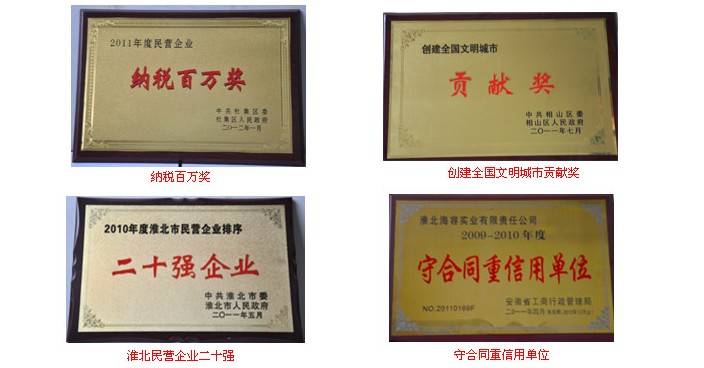 2011年度民营企业
纳税百万奖
中共杜集区委
杜集区人民政府
二〇一二年一月
纳税百万奖
创建全国文明城市
贡献奖
中共相山区委
相山区人民政府
二〇一一年七月
创建全国文明城市贡献奖
2010年度淮北市民营企业排序
二十强企业
中共淮北市委
淮北市人民政府
二〇一一年五月
淮北民营企业二十强
淮北海容实业有限责任公司
2009-2010年度
守合同重信用单位
安徽省工商行政管理局
NO.20110169F
二〇一一年四月
守合同重信用单位